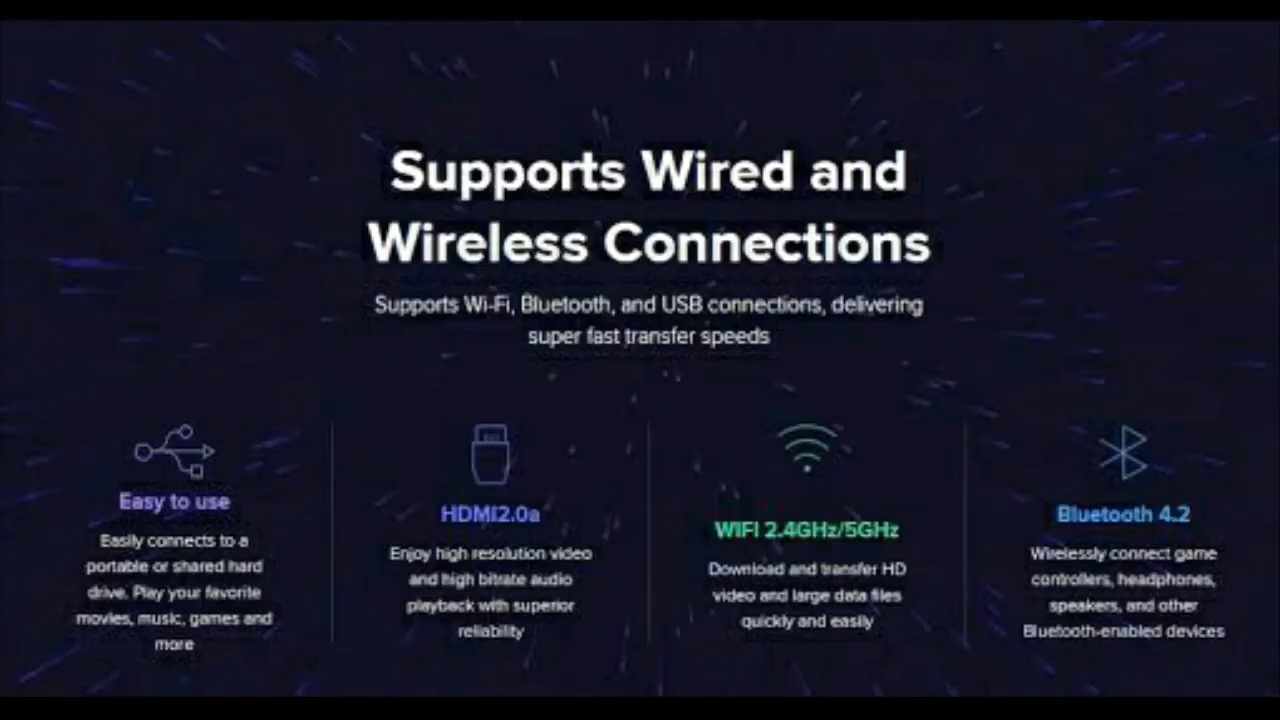 Supports Wired and
Wireless Connections
Supports Wi-Fi, Bluetooth, and USB connections, delivering
super fast transfer speeds
Easy to use
Easily connects to a
portable or shared hard
drive. Play your favorite
movies, music, games and
more
HDMI2.0a
Enjoy high resolution video
and high bitrate audio
playback with superior
reliability
WIFI 2.4GHz/5GHz
Download and transfer HD
video and large data files
quickly and easily
Bluetooth 4.2
Wirelessly connect game
controllers, headphones,
speakers, and other
Bluetooth-enabled devices